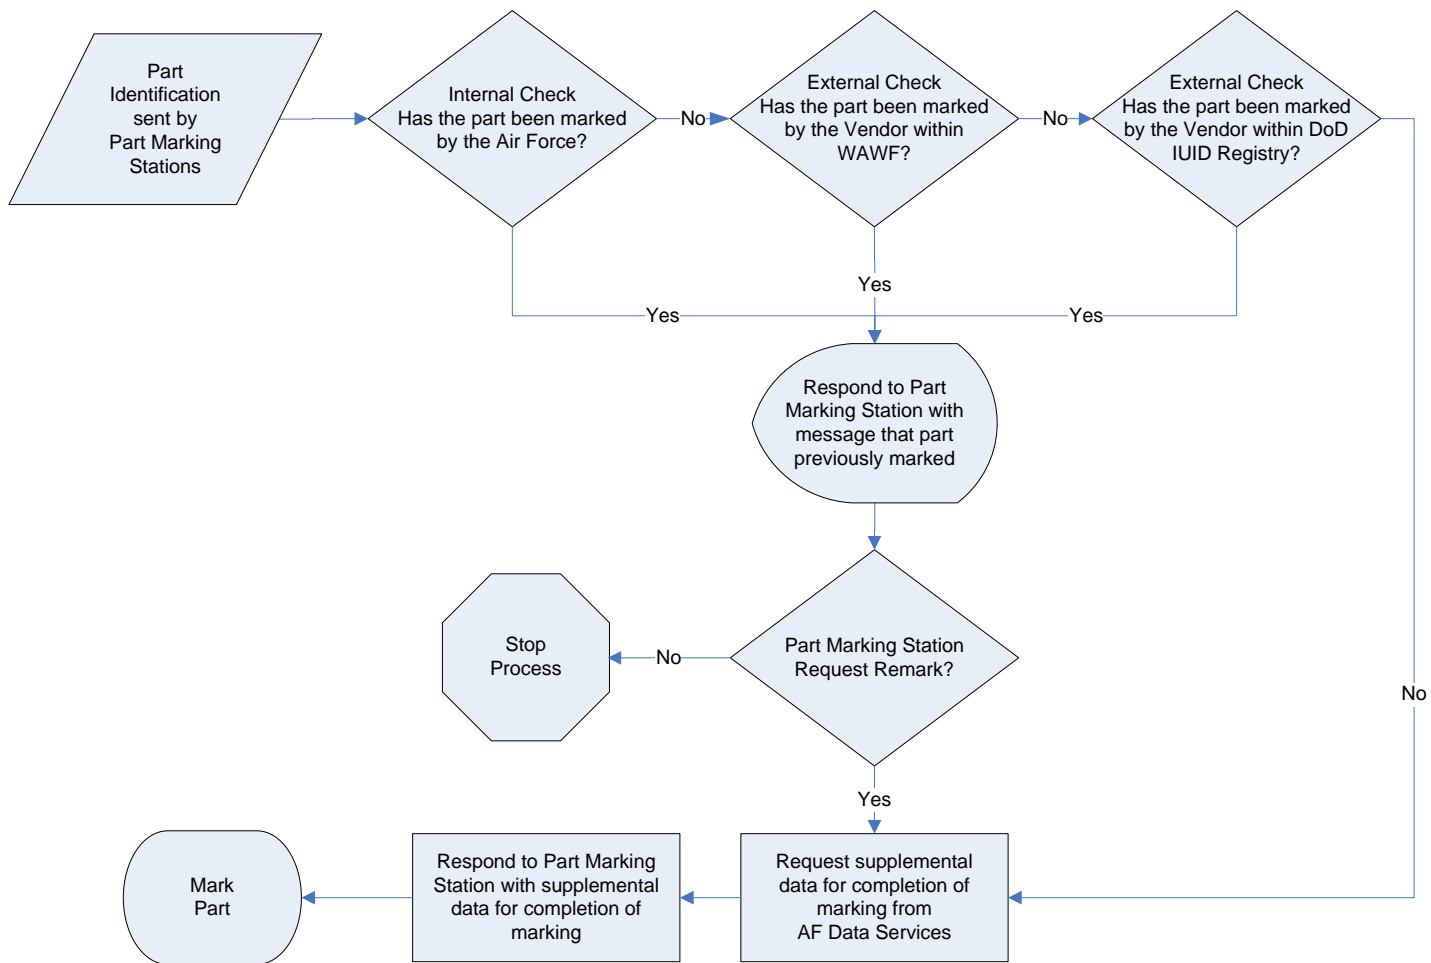 Part
Identification
sent by
Part Marking
Stations
Internal Check
Has the part been marked
by the Air Force?
No
External Check
Has the part been marked
by the Vendor within
WAWF?
No
External Check
Has the part been marked
by the Vendor within DoD
IUID Registry?
Yes
Yes
Yes
Respond to Part
Marking Station with
message that part
previously marked
Stop
Process
No
Part Marking Station
Request Remark?
No
Yes
Mark
Part
Respond to Part Marking
Station with supplemental
data for completion of
marking
Request supplemental
data for completion of
marking from
AF Data Services